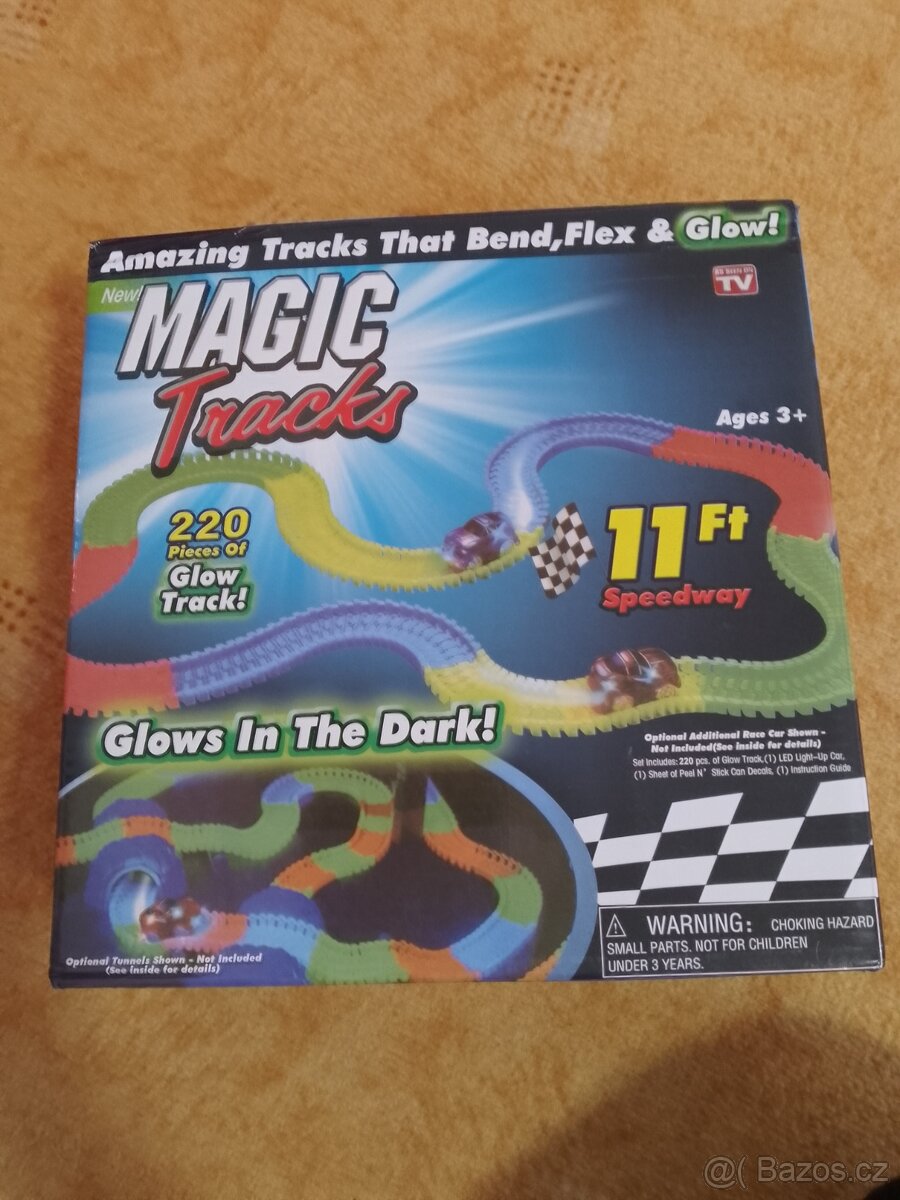 Amazing Tracks That Bend,Flex & Glow!
New!
MAGIC
Tracks
AS SEEN ON
TV
Ages 3+
220
Pieces Of
Glow
Track!
11 Ft
Speedway
Glows In The Dark!
Optional Additional Race Car Shown -
Not Included(See inside for details)
Set Includes: 220 pcs. of Glow Track,(1) LED Light-Up Car,
(1) Sheet of Peel N' Stick Can Decals, (1) Instruction Guide
Optional Tunnels Shown - Not Included
(See inside for details)
WARNING: CHOKING HAZARD
SMALL PARTS. NOT FOR CHILDREN
UNDER 3 YEARS.
@( Bazos.cz